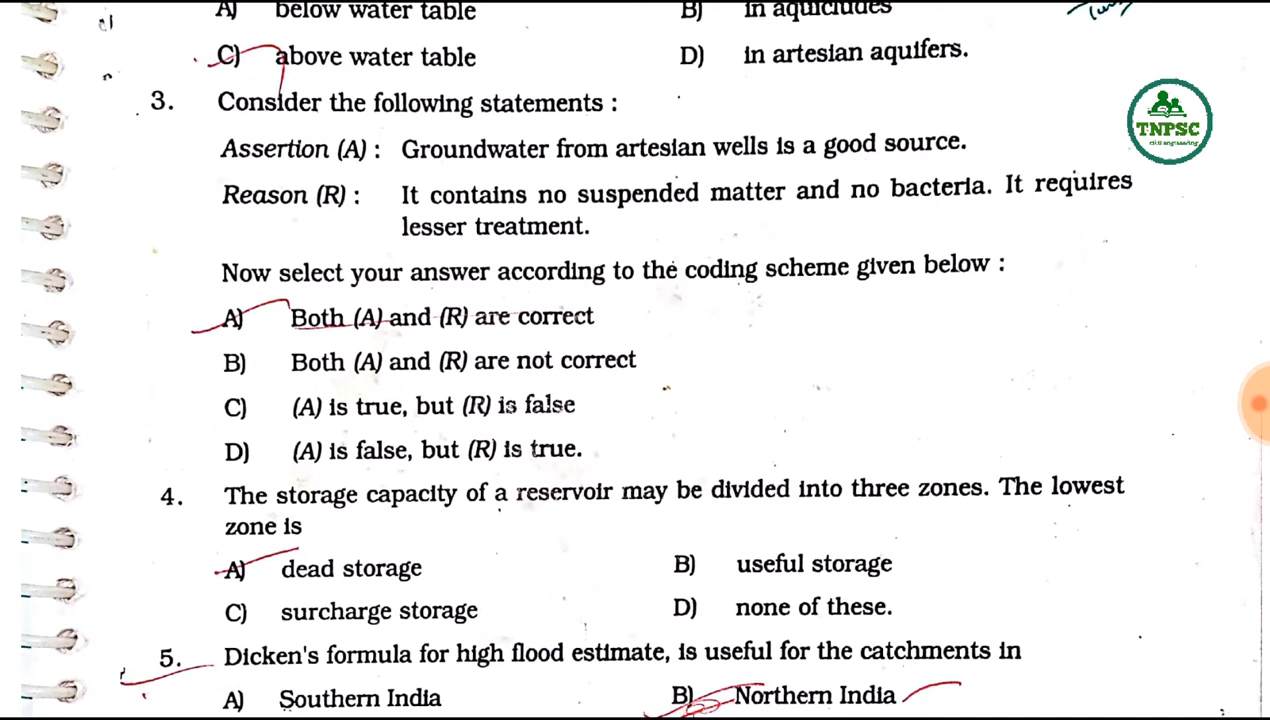 A) below water table B) in aquicludes
C) above water table D) in artesian aquifers.
TNPSC
civil engineering
3. Consider the following statements :
Assertion (A) : Groundwater from artesian wells is a good source.
Reason (R) : It contains no suspended matter and no bacteria. It requires
lesser treatment.
Now select your answer according to the coding scheme given below :
A) Both (A) and (R) are correct
B) Both (A) and (R) are not correct
C) (A) is true, but (R) is false
D) (A) is false, but (R) is true.
4. The storage capacity of a reservoir may be divided into three zones. The lowest
zone is
A) dead storage B) useful storage
C) surcharge storage D) none of these.
5. Dicken's formula for high flood estimate, is useful for the catchments in
A) Southern India B) Northern India